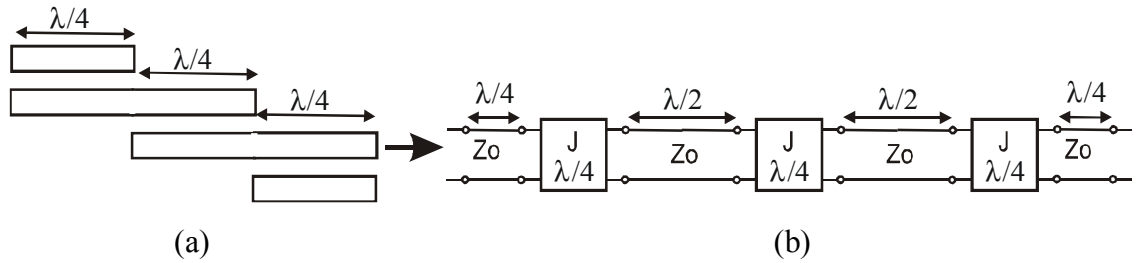 λ/4
λ/4
λ/4
λ/4 λ/2 λ/2 λ/4
Zo J Zo J Zo J Zo
λ/4 λ/4 λ/4
(a) (b)